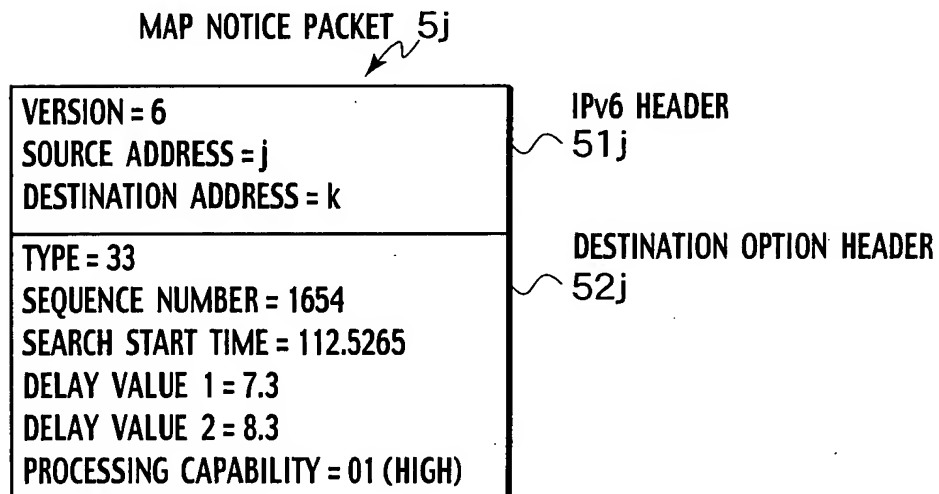 MAP NOTICE PACKET 5j
VERSION = 6
SOURCE ADDRESS = j
DESTINATION ADDRESS = k
IPv6 HEADER
51j
TYPE = 33
SEQUENCE NUMBER = 1654
SEARCH START TIME = 112.5265
DELAY VALUE 1 = 7.3
DELAY VALUE 2 = 8.3
PROCESSING CAPABILITY = 01 (HIGH)
DESTINATION OPTION HEADER
52j